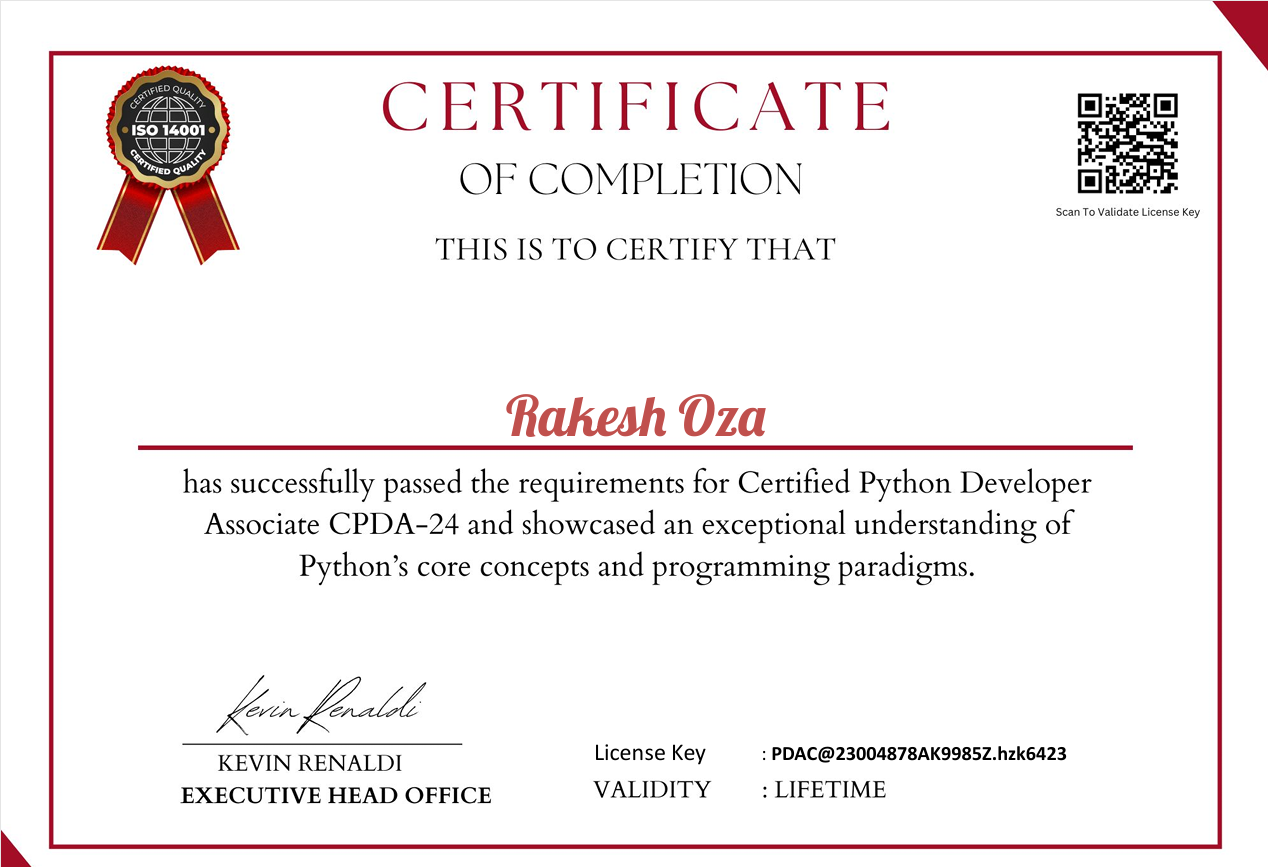 CERTIFIED QUALITY
ISO 14001
CERTIFIED QUALITY
CERTIFICATE
OF COMPLETION
THIS IS TO CERTIFY THAT
Scan To Validate License Key
Rakesh Oza
has successfully passed the requirements for Certified Python Developer
Associate CPDA-24 and showcased an exceptional understanding of
Python’s core concepts and programming paradigms.
Kevin Renaldi
KEVIN RENALDI
EXECUTIVE HEAD OFFICE
License Key : PDAC@23004878AK9985Z.hzk6423
VALIDITY : LIFETIME